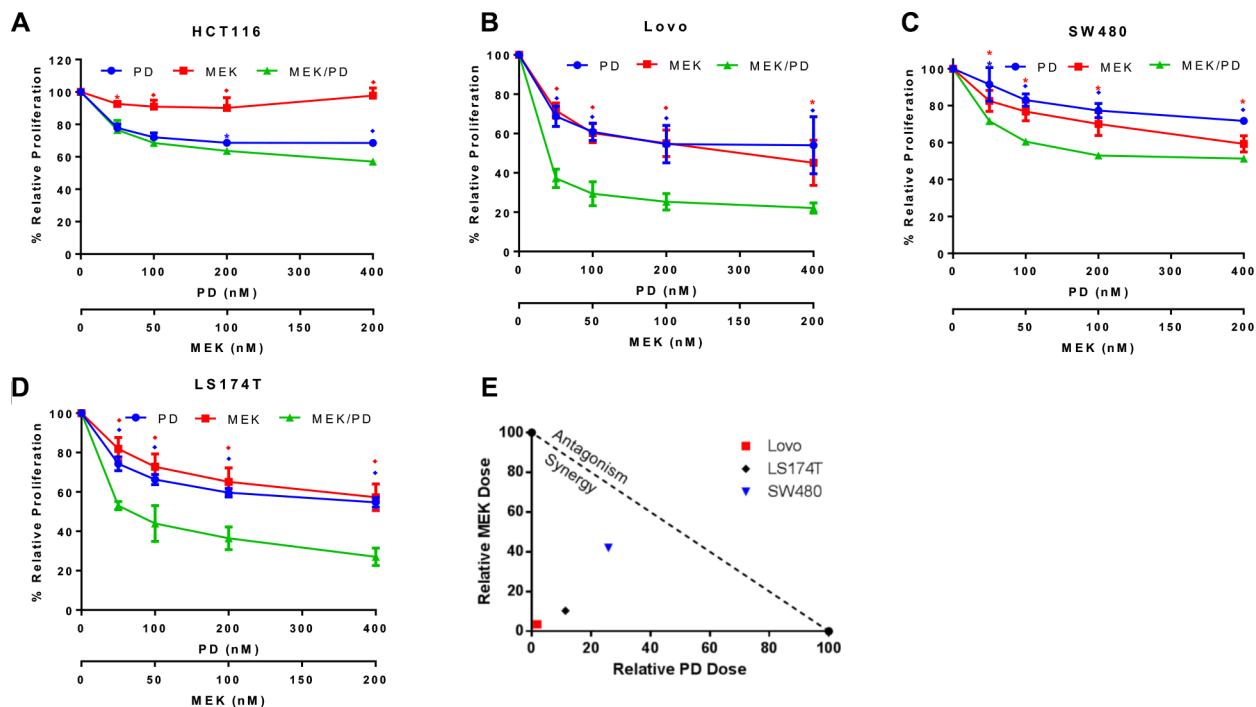 A
HCT116
PD MEK MEK/PD
% Relative Proliferation
120
100
80
60
40
20
0
0 100 200 300 400
PD (nM)
0 50 100 150 200
MEK (nM)
B
Lovo
PD MEK MEK/PD
% Relative Proliferation
100
80
60
40
20
0
0 100 200 300 400
PD (nM)
0 50 100 150 200
MEK (nM)
C
SW480
PD MEK MEK/PD
% Relative Proliferation
100
80
60
40
20
0
0 100 200 300 400
PD (nM)
0 50 100 150 200
MEK (nM)
D
LS174T
PD MEK MEK/PD
% Relative Proliferation
100
80
60
40
20
0
0 100 200 300 400
PD (nM)
0 50 100 150 200
MEK (nM)
E
Antagonism
Synergy
Lovo
LS174T
SW480
Relative MEK Dose
100
80
60
40
20
0
0 20 40 60 80 100
Relative PD Dose